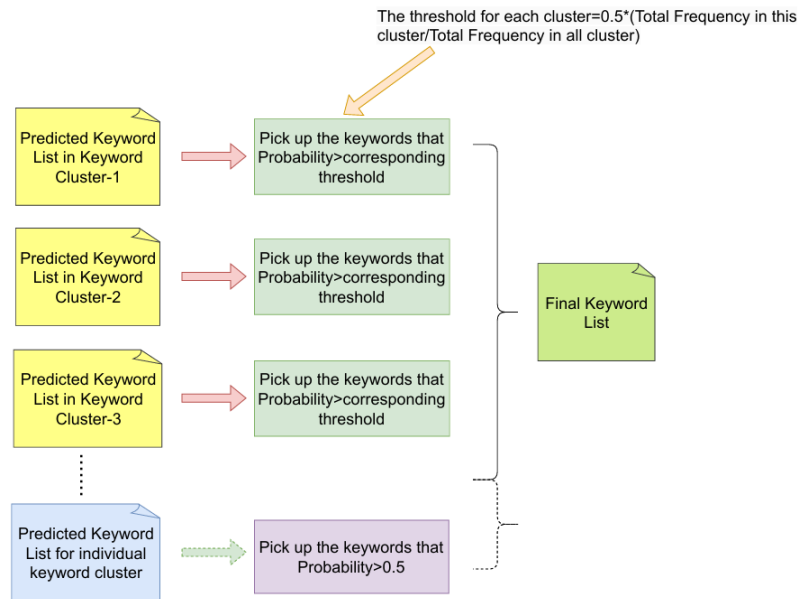 The threshold for each cluster=0.5*(Total Frequency in this
cluster/Total Frequency in all cluster)
Predicted Keyword
List in Keyword
Cluster-1
Pick up the keywords that
Probability>corresponding
threshold
Predicted Keyword
List in Keyword
Cluster-2
Pick up the keywords that
Probability>corresponding
threshold
Final Keyword
List
Predicted Keyword
List in Keyword
Cluster-3
Pick up the keywords that
Probability>corresponding
threshold
Predicted Keyword
List for individual
keyword cluster
Pick up the keywords that
Probability>0.5